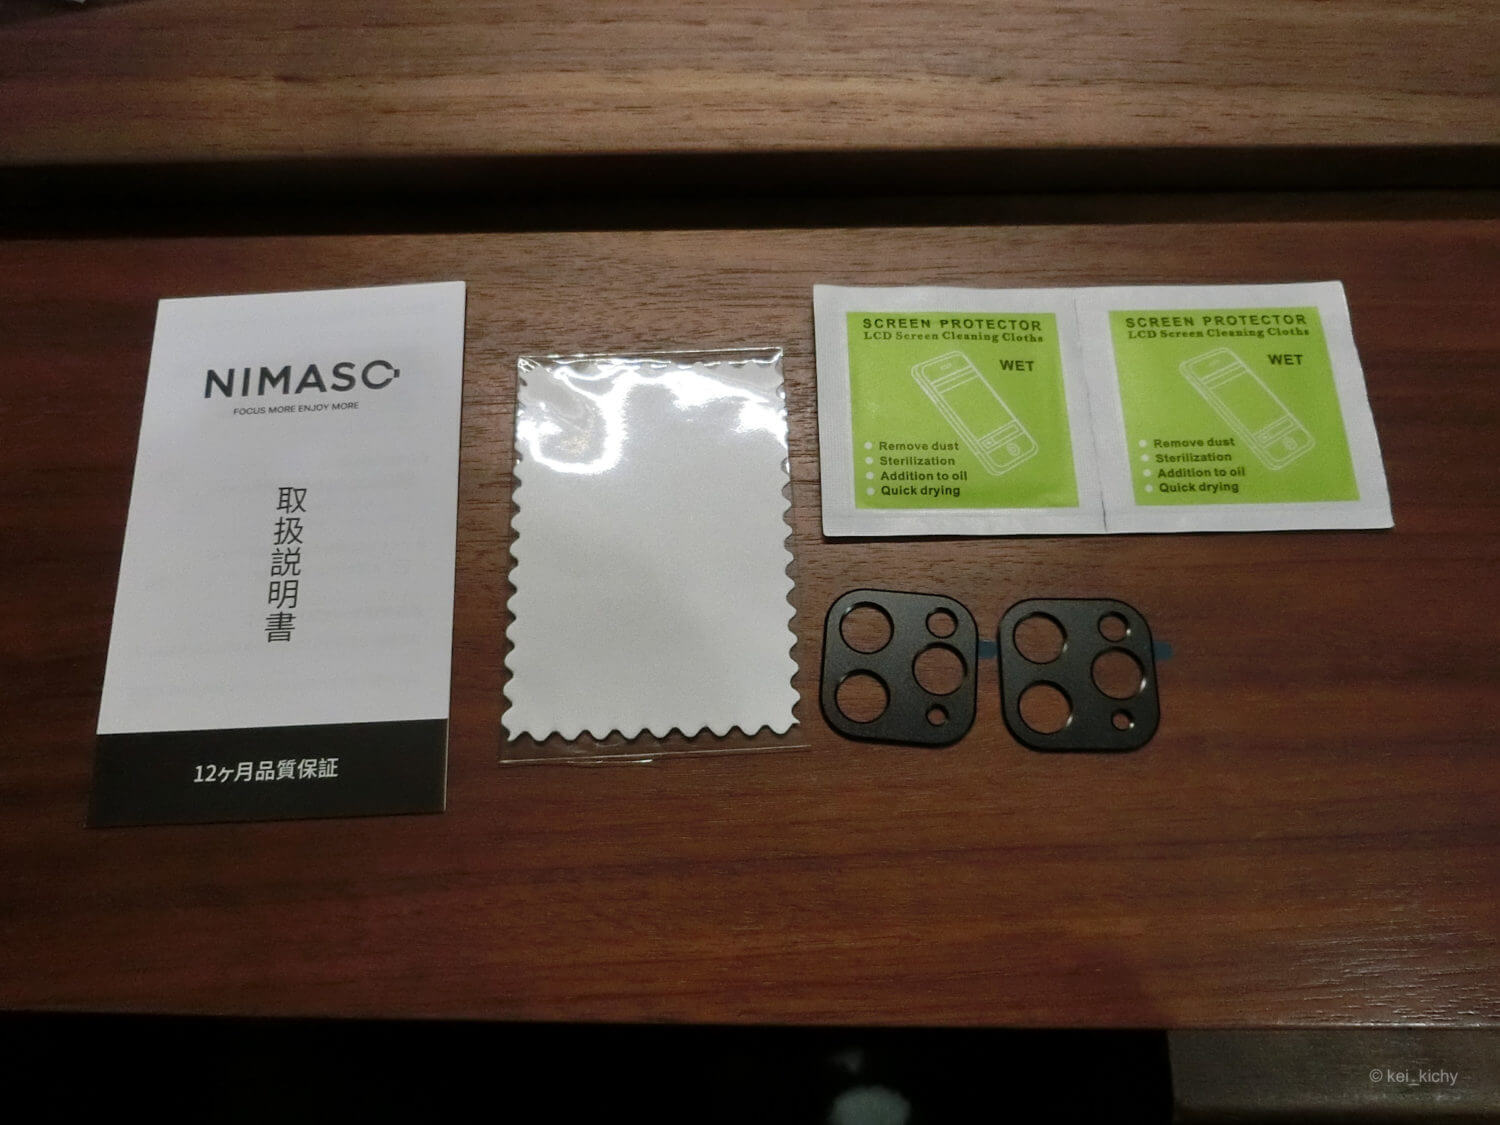 NIMASO
FOCUS MORE ENJOY MORE
取扱説明書
12ヶ月品質保証
SCREEN PROTECTOR
LCD Screen Cleaning Cloths
WET
Remove dust
Sterilization
Addition to oil
Quick drying
SCREEN PROTECTOR
LCD Screen Cleaning Cloths
WET
Remove dust
Sterilization
Addition to oil
Quick drying
© kei_kichy